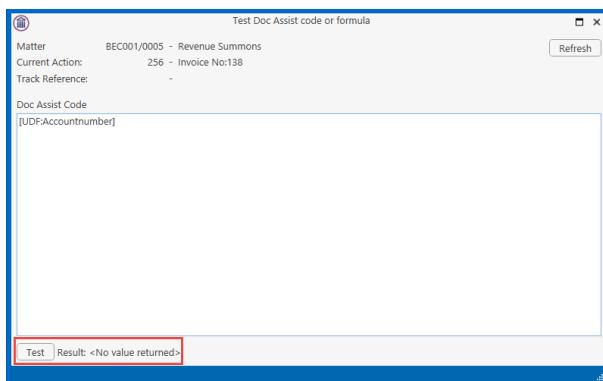 Test Doc Assist code or formula
Matter BEC001/0005 - Revenue Summons Refresh
Current Action: 256 - Invoice No:138
Track Reference: -
Doc Assist Code
[UDF:Accountnumber]
Test Result: <No value returned>